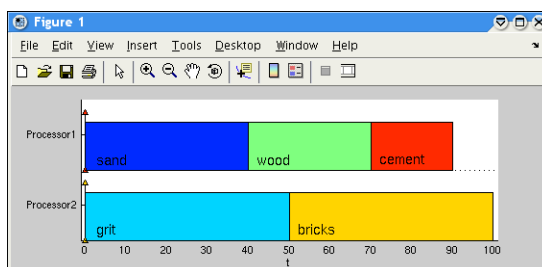 Figure 1
File Edit View Insert Tools Desktop Window Help
Processor1
sand wood cement
Processor2
grit bricks
0 10 20 30 40 50 60 70 80 90 100
t